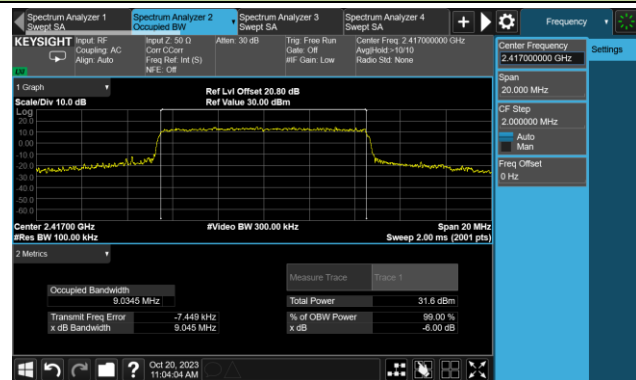 Spectrum Analyzer 1
Swept SA
Spectrum Analyzer 2
Occupied BW
Spectrum Analyzer 3
Swept SA
Spectrum Analyzer 4
Swept SA
Frequency
KEYSIGHT
Input: RF
Coupling: AC
Align: Auto
Input Z: 50 Ω
Corr CCorr
Freq Ref: Int (S)
NFE: Off
Atten: 30 dB
Trig: Free Run
Gate: Off
#IF Gain: Low
Center Freq: 2.417000000 GHz
Avg|Hold:>10/10
Radio Std: None
Center Frequency
2.417000000 GHz
Settings
Span
20.000 MHz
CF Step
2.000000 MHz
Auto
Man
Freq Offset
0 Hz
1 Graph
Scale/Div 10.0 dB
Ref Lvl Offset 20.80 dB
Ref Value 30.00 dBm
Log
20.0
10.0
0.00
-10.0
-20.0
-30.0
-40.0
-50.0
-60.0
Center 2.41700 GHz
#Res BW 100.00 kHz
#Video BW 300.00 kHz
Span 20 MHz
Sweep 2.00 ms (2001 pts)
2 Metrics
Measure Trace
Trace 1
Occupied Bandwidth
9.0345 MHz
Total Power
31.6 dBm
Transmit Freq Error
-7.449 kHz
% of OBW Power
99.00 %
x dB Bandwidth
9.045 MHz
x dB
-6.00 dB
?
Oct 20, 2023
11:04:04 AM